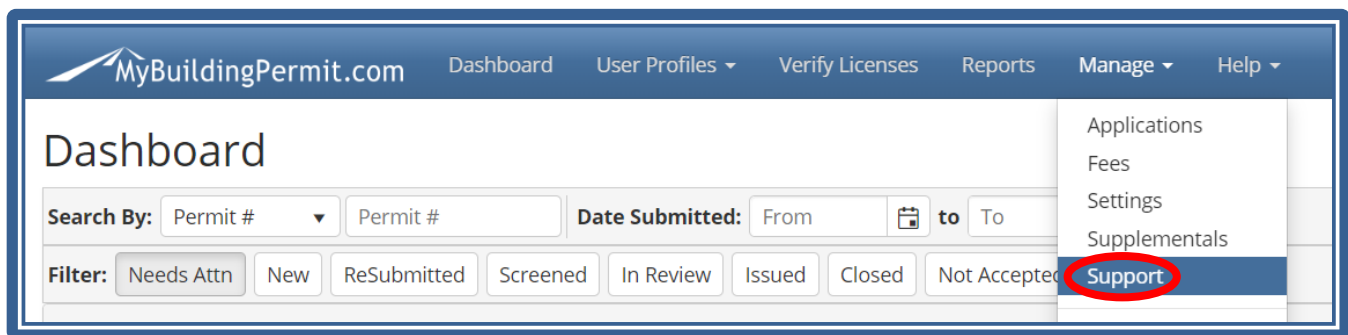 MyBuildingPermit.com Dashboard User Profiles Verify Licenses Reports Manage Help
Dashboard
Applications
Fees
Settings
Supplementals
Support
Search By: Permit # Permit # Date Submitted: From to To
Filter: Needs Attn New ReSubmitted Screened In Review Issued Closed Not Accepted